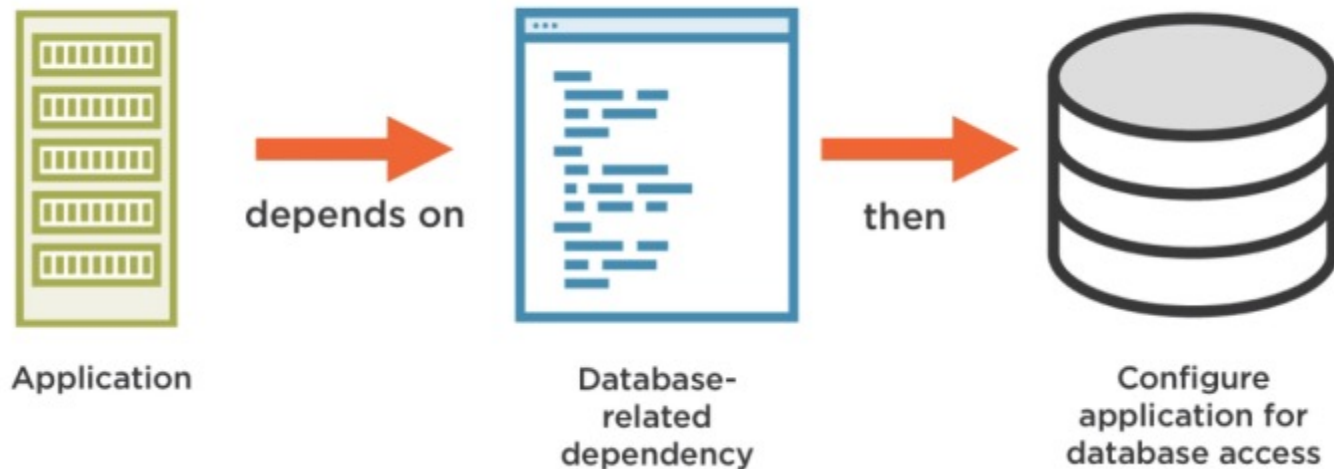 depends on
then
Application
Database-
related
dependency
Configure
application for
database access